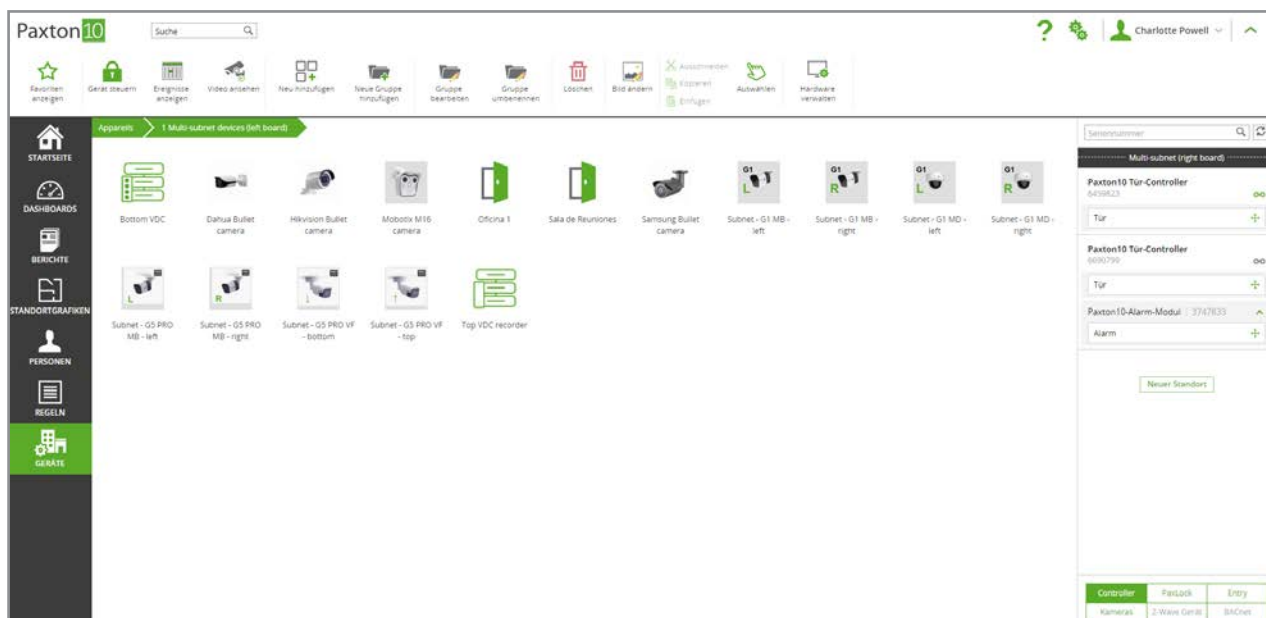 Paxton 10
Suche
Charlotte Powell
Favoriten
anzeigen
Gerät steuern
Ereignisse
anzeigen
Video ansehen
Neu hinzufügen
Neue Gruppe
hinzufügen
Gruppe
bearbeiten
Gruppe
umbenennen
Löschen
Bild ändern
Ausschneiden
Kopieren
Einfügen
Auswählen
Hardware
verwalten
STARTSEITE
DASHBOARDS
BERICHTE
STANDORTGRAFIKEN
PERSONEN
REGELN
GERÄTE
Appareils
1 Multi-subnet devices (left board)
Bottom VDC
Dahua Bullet
camera
Hikvision Bullet
camera
Mobotix M16
camera
Oficina 1
Sala de Reuniones
Samsung Bullet
camera
G1
L
Subnet - G1 MB -
left
G1
R
Subnet - G1 MB -
right
G1
L
Subnet - G1 MD -
left
G1
R
Subnet - G1 MD -
right
L
Subnet - G5 PRO
MB - left
R
Subnet - G5 PRO
MB - right
Subnet - G5 PRO VF
- bottom
Subnet - G5 PRO VF
- top
Top VDC recorder
Seriennummer
Multi-subnet (right board)
Paxton10 Tür-Controller
6459823
Tür
Paxton10 Tür-Controller
6690799
Tür
Paxton10-Alarm-Modul | 3747833
Alarm
Neuer Standort
Controller
PaxLock
Entry
Kameras
Z-Wave Gerät
BACnet